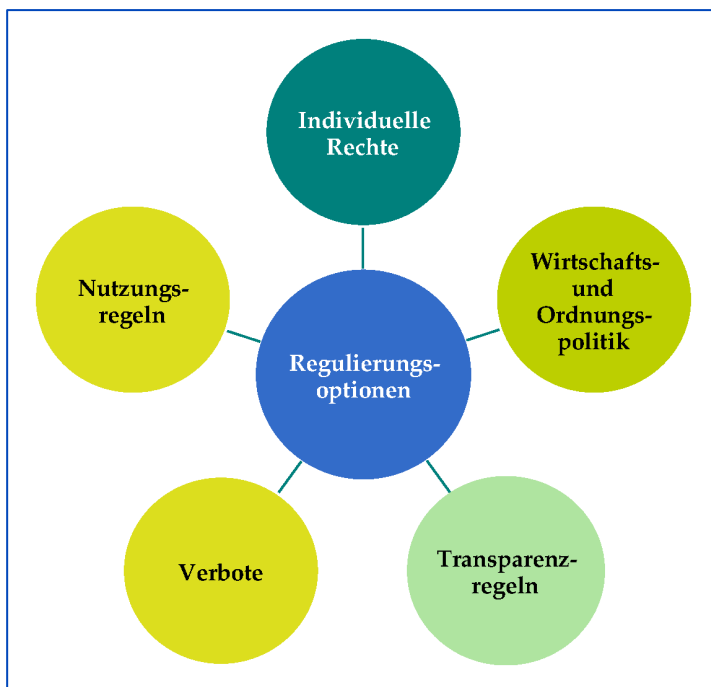 Individuelle
Rechte
Nutzungs-
regeln
Wirtschafts-
und
Ordnungs-
politik
Regulierungs-
optionen
Verbote
Transparenz-
regeln